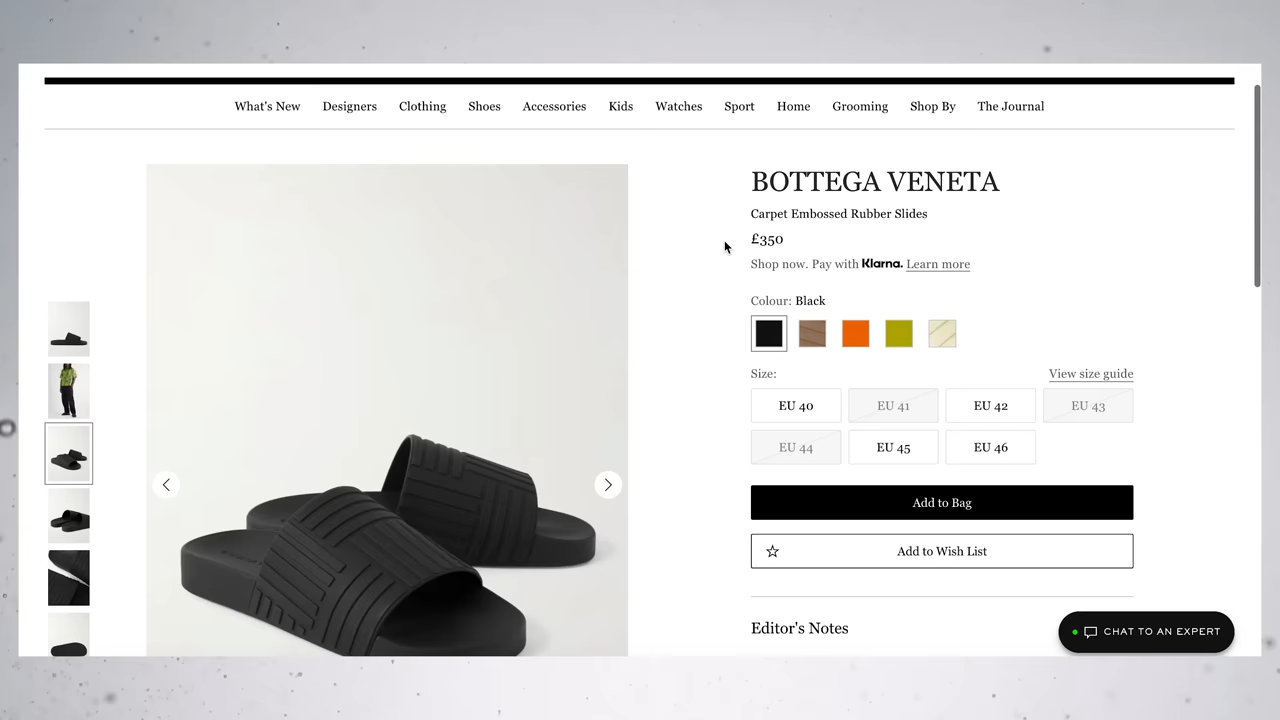 What's New Designers Clothing Shoes Accessories Kids Watches Sport Home Grooming Shop By The Journal
BOTTEGA VENETA
Carpet Embossed Rubber Slides
£350
Shop now. Pay with Klarna. Learn more
Colour: Black
Size: View size guide
EU 40 EU 41 EU 42 EU 43
EU 44 EU 45 EU 46
Add to Bag
Add to Wish List
Editor's Notes
CHAT TO AN EXPERT